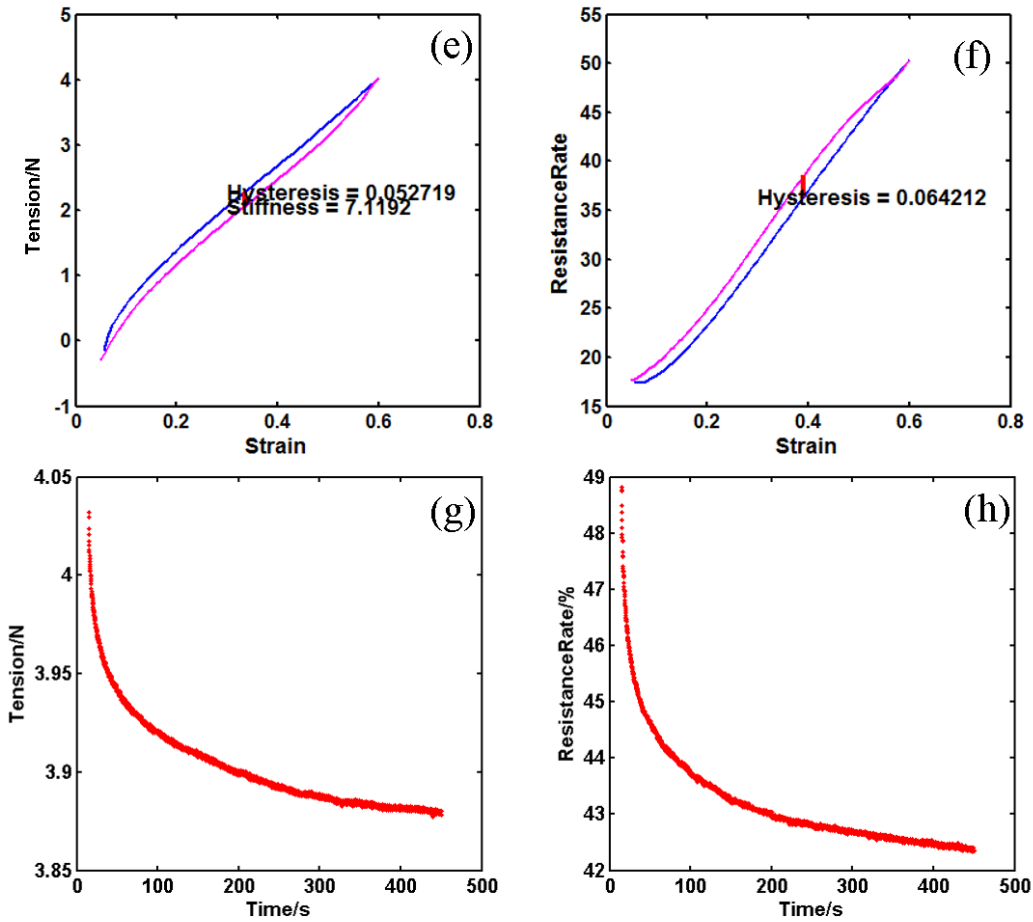 (e)
5
4
3
2
1
0
-1
Tension/N
Hysteresis = 0.052719
Stiffness = 7.1192
0 0.2 0.4 0.6 0.8
Strain
(f)
55
50
45
40
35
30
25
20
15
ResistanceRate
Hysteresis = 0.064212
0 0.2 0.4 0.6 0.8
Strain
(g)
4.05
4
3.95
3.9
3.85
Tension/N
0 100 200 300 400 500
Time/s
(h)
49
48
47
46
45
44
43
42
ResistanceRate/%
0 100 200 300 400 500
Time/s